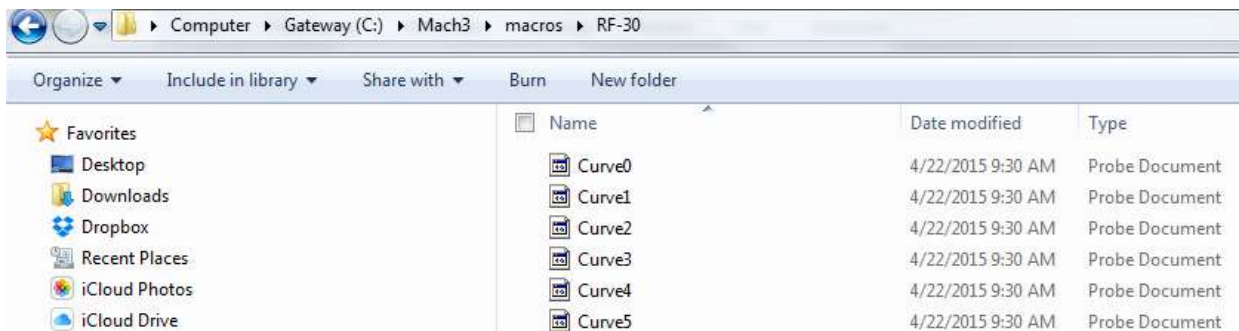 Computer Gateway (C:) Mach3 macros RF-30
Organize Include in library Share with Burn New folder
Favorites
Desktop
Downloads
Dropbox
Recent Places
iCloud Photos
iCloud Drive
Name Date modified Type
Curve0 4/22/2015 9:30 AM Probe Document
Curve1 4/22/2015 9:30 AM Probe Document
Curve2 4/22/2015 9:30 AM Probe Document
Curve3 4/22/2015 9:30 AM Probe Document
Curve4 4/22/2015 9:30 AM Probe Document
Curve5 4/22/2015 9:30 AM Probe Document